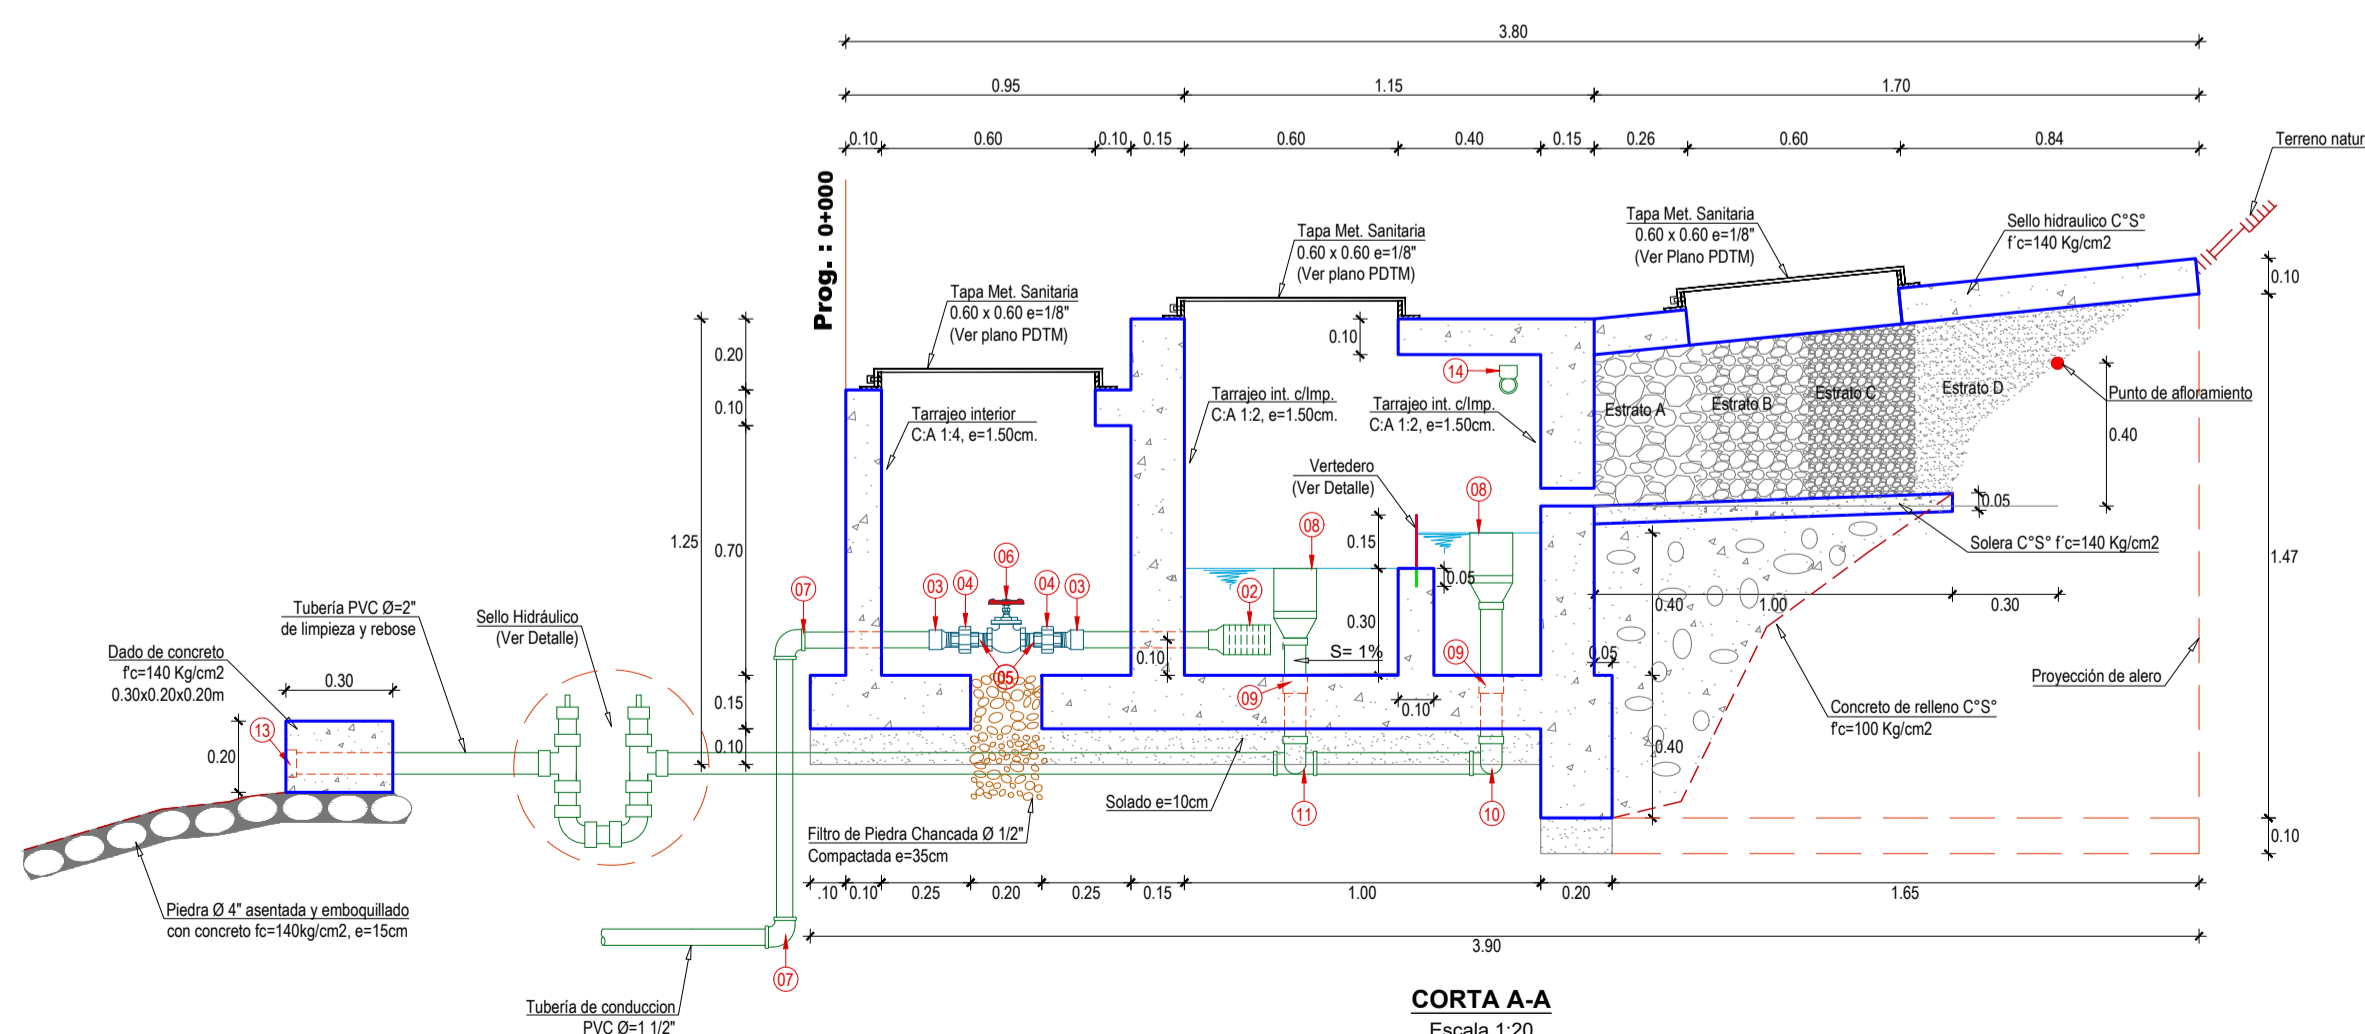 3.80
0.95
1.15
1.70
0.10
0.60
0.10
0.15
0.60
0.40
0.15
0.26
0.60
0.84
Terreno natur
Prog. : 0+000
Tapa Met. Sanitaria
0.60 x 0.60 e=1/8"
(Ver plano PDTM)
Tapa Met. Sanitaria
0.60 x 0.60 e=1/8"
(Ver plano PDTM)
Tapa Met. Sanitaria
0.60 x 0.60 e=1/8"
(Ver Plano PDTM)
Sello hidraulico C°S°
f´c=140 Kg/cm2
0.10
0.20
0.10
0.70
1.25
0.15
0.10
0.10
14
Tarrajeo interior
C:A 1:4, e=1.50cm.
Tarrajeo int. c/Imp.
C:A 1:2, e=1.50cm.
Tarrajeo int. c/Imp.
C:A 1:2, e=1.50cm.
Estrato A
Estrato B
Estrato C
Estrato D
Punto de afloramiento
0.40
Vertedero
(Ver Detalle)
08
08
0.15
0.05
0.05
Solera C°S° f´c=140 Kg/cm2
1.47
06
03
04
04
03
07
02
05
0.10
0.30
S= 1%
09
09
0.10
0.40
1.00
0.30
0.05
0.40
Proyección de alero
Concreto de relleno C°S°
f'c=100 Kg/cm2
0.10
Tubería PVC Ø=2"
de limpieza y rebose
Sello Hidráulico
(Ver Detalle)
Dado de concreto
f'c=140 Kg/cm2
0.30x0.20x0.20m
0.30
13
0.20
Solado e=10cm
11
10
Filtro de Piedra Chancada Ø 1/2"
Compactada e=35cm
.10
0.10
0.25
0.20
0.25
0.15
1.00
0.20
1.65
3.90
Piedra Ø 4" asentada y emboquillado
con concreto fc=140kg/cm2, e=15cm
07
Tubería de conduccion
PVC Ø=1 1/2"
CORTA A-A
Escala 1:20